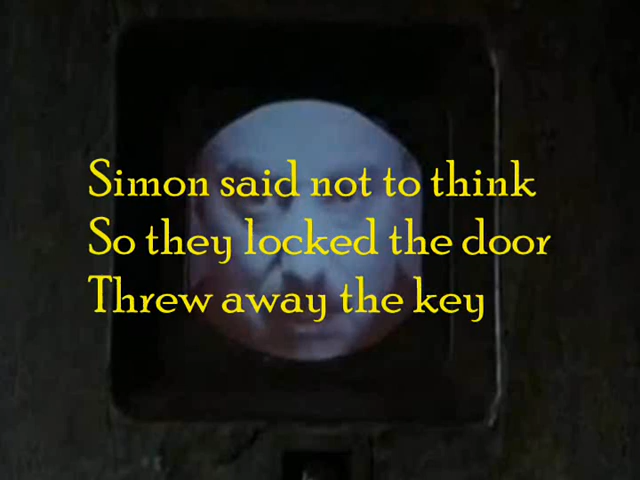 Simon said not to think
So they locked the door
Threw away the key